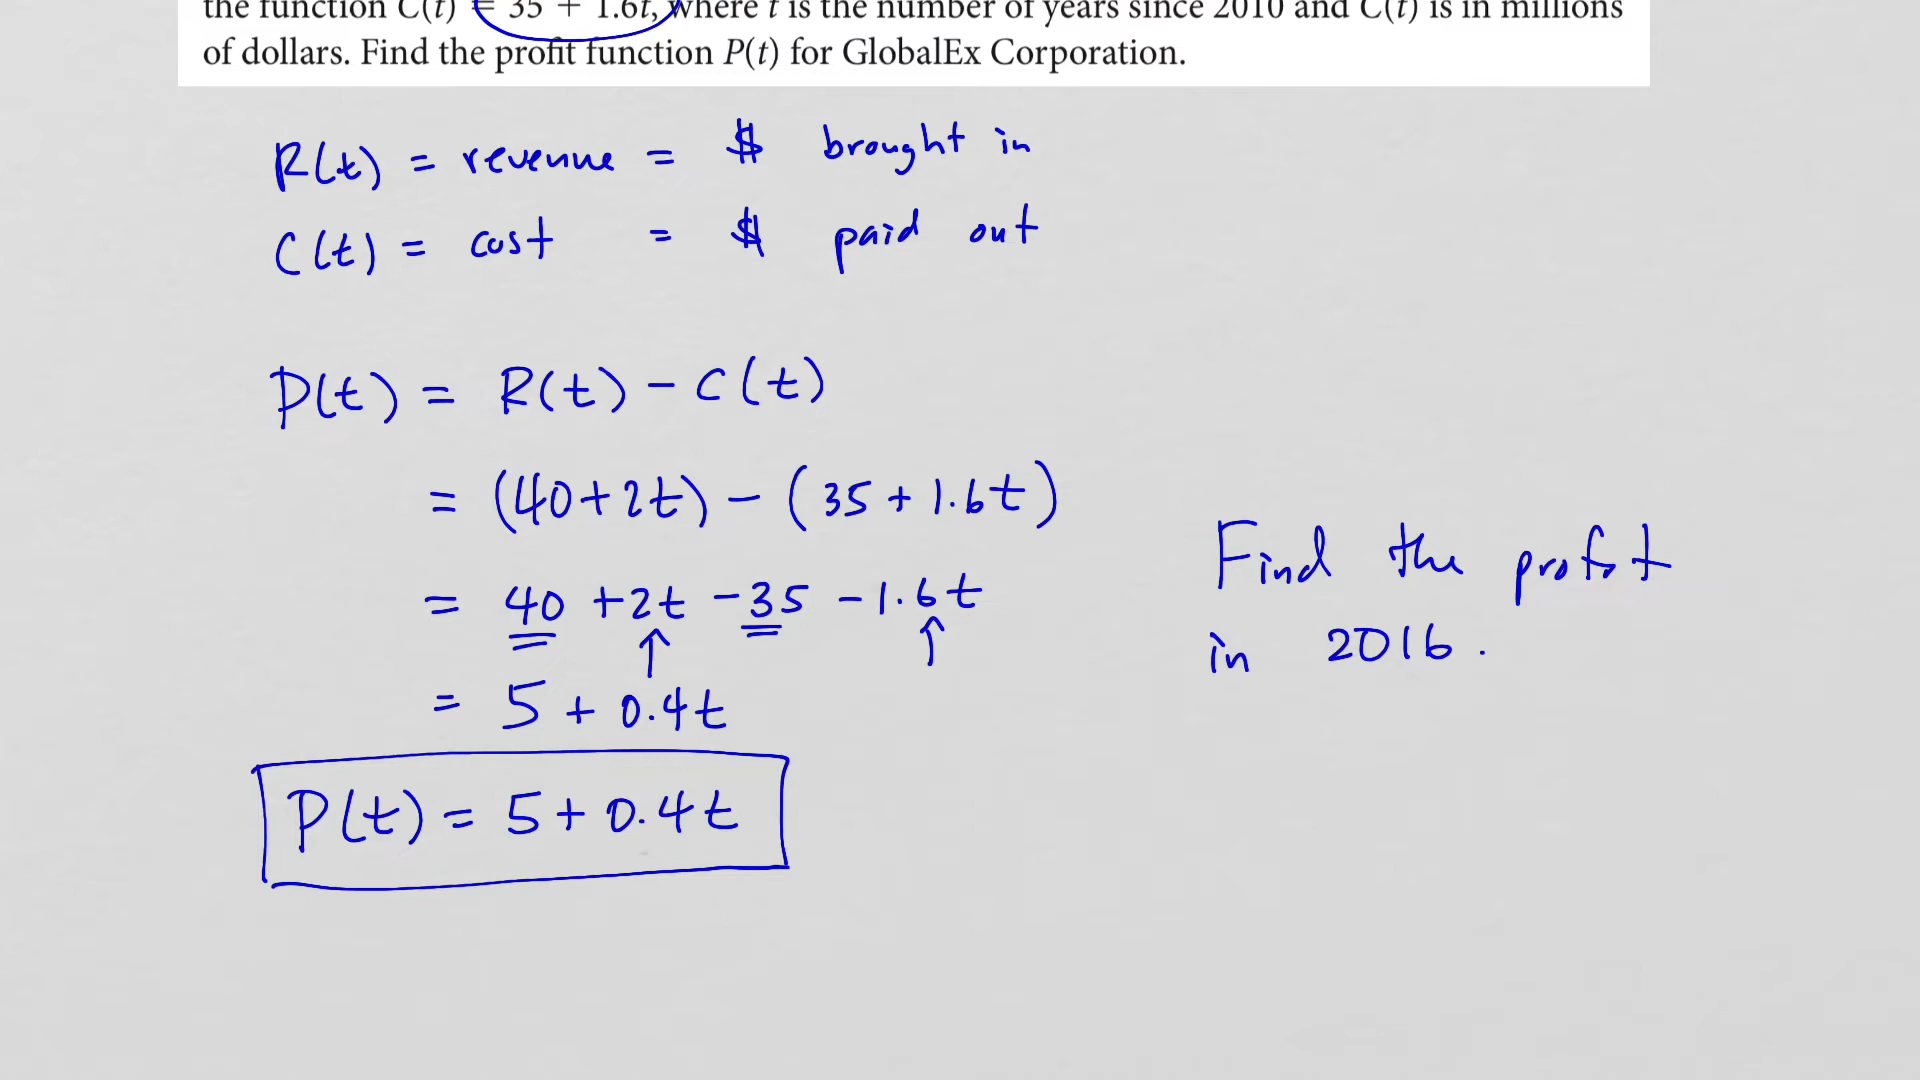 the function C(t) = 35 + 1.6t, where t is the number of years since 2010 and C(t) is in millions
of dollars. Find the profit function P(t) for GlobalEx Corporation.
R(t) = revenue = $ brought in
C(t) = cost = $ paid out
P(t) = R(t) - C(t)
= (40+2t) - (35+1.6t)
= 40 +2t -35 -1.6t
↑ ↑
= 5 + 0.4t
P(t) = 5+0.4t
Find the profit
in 2016.